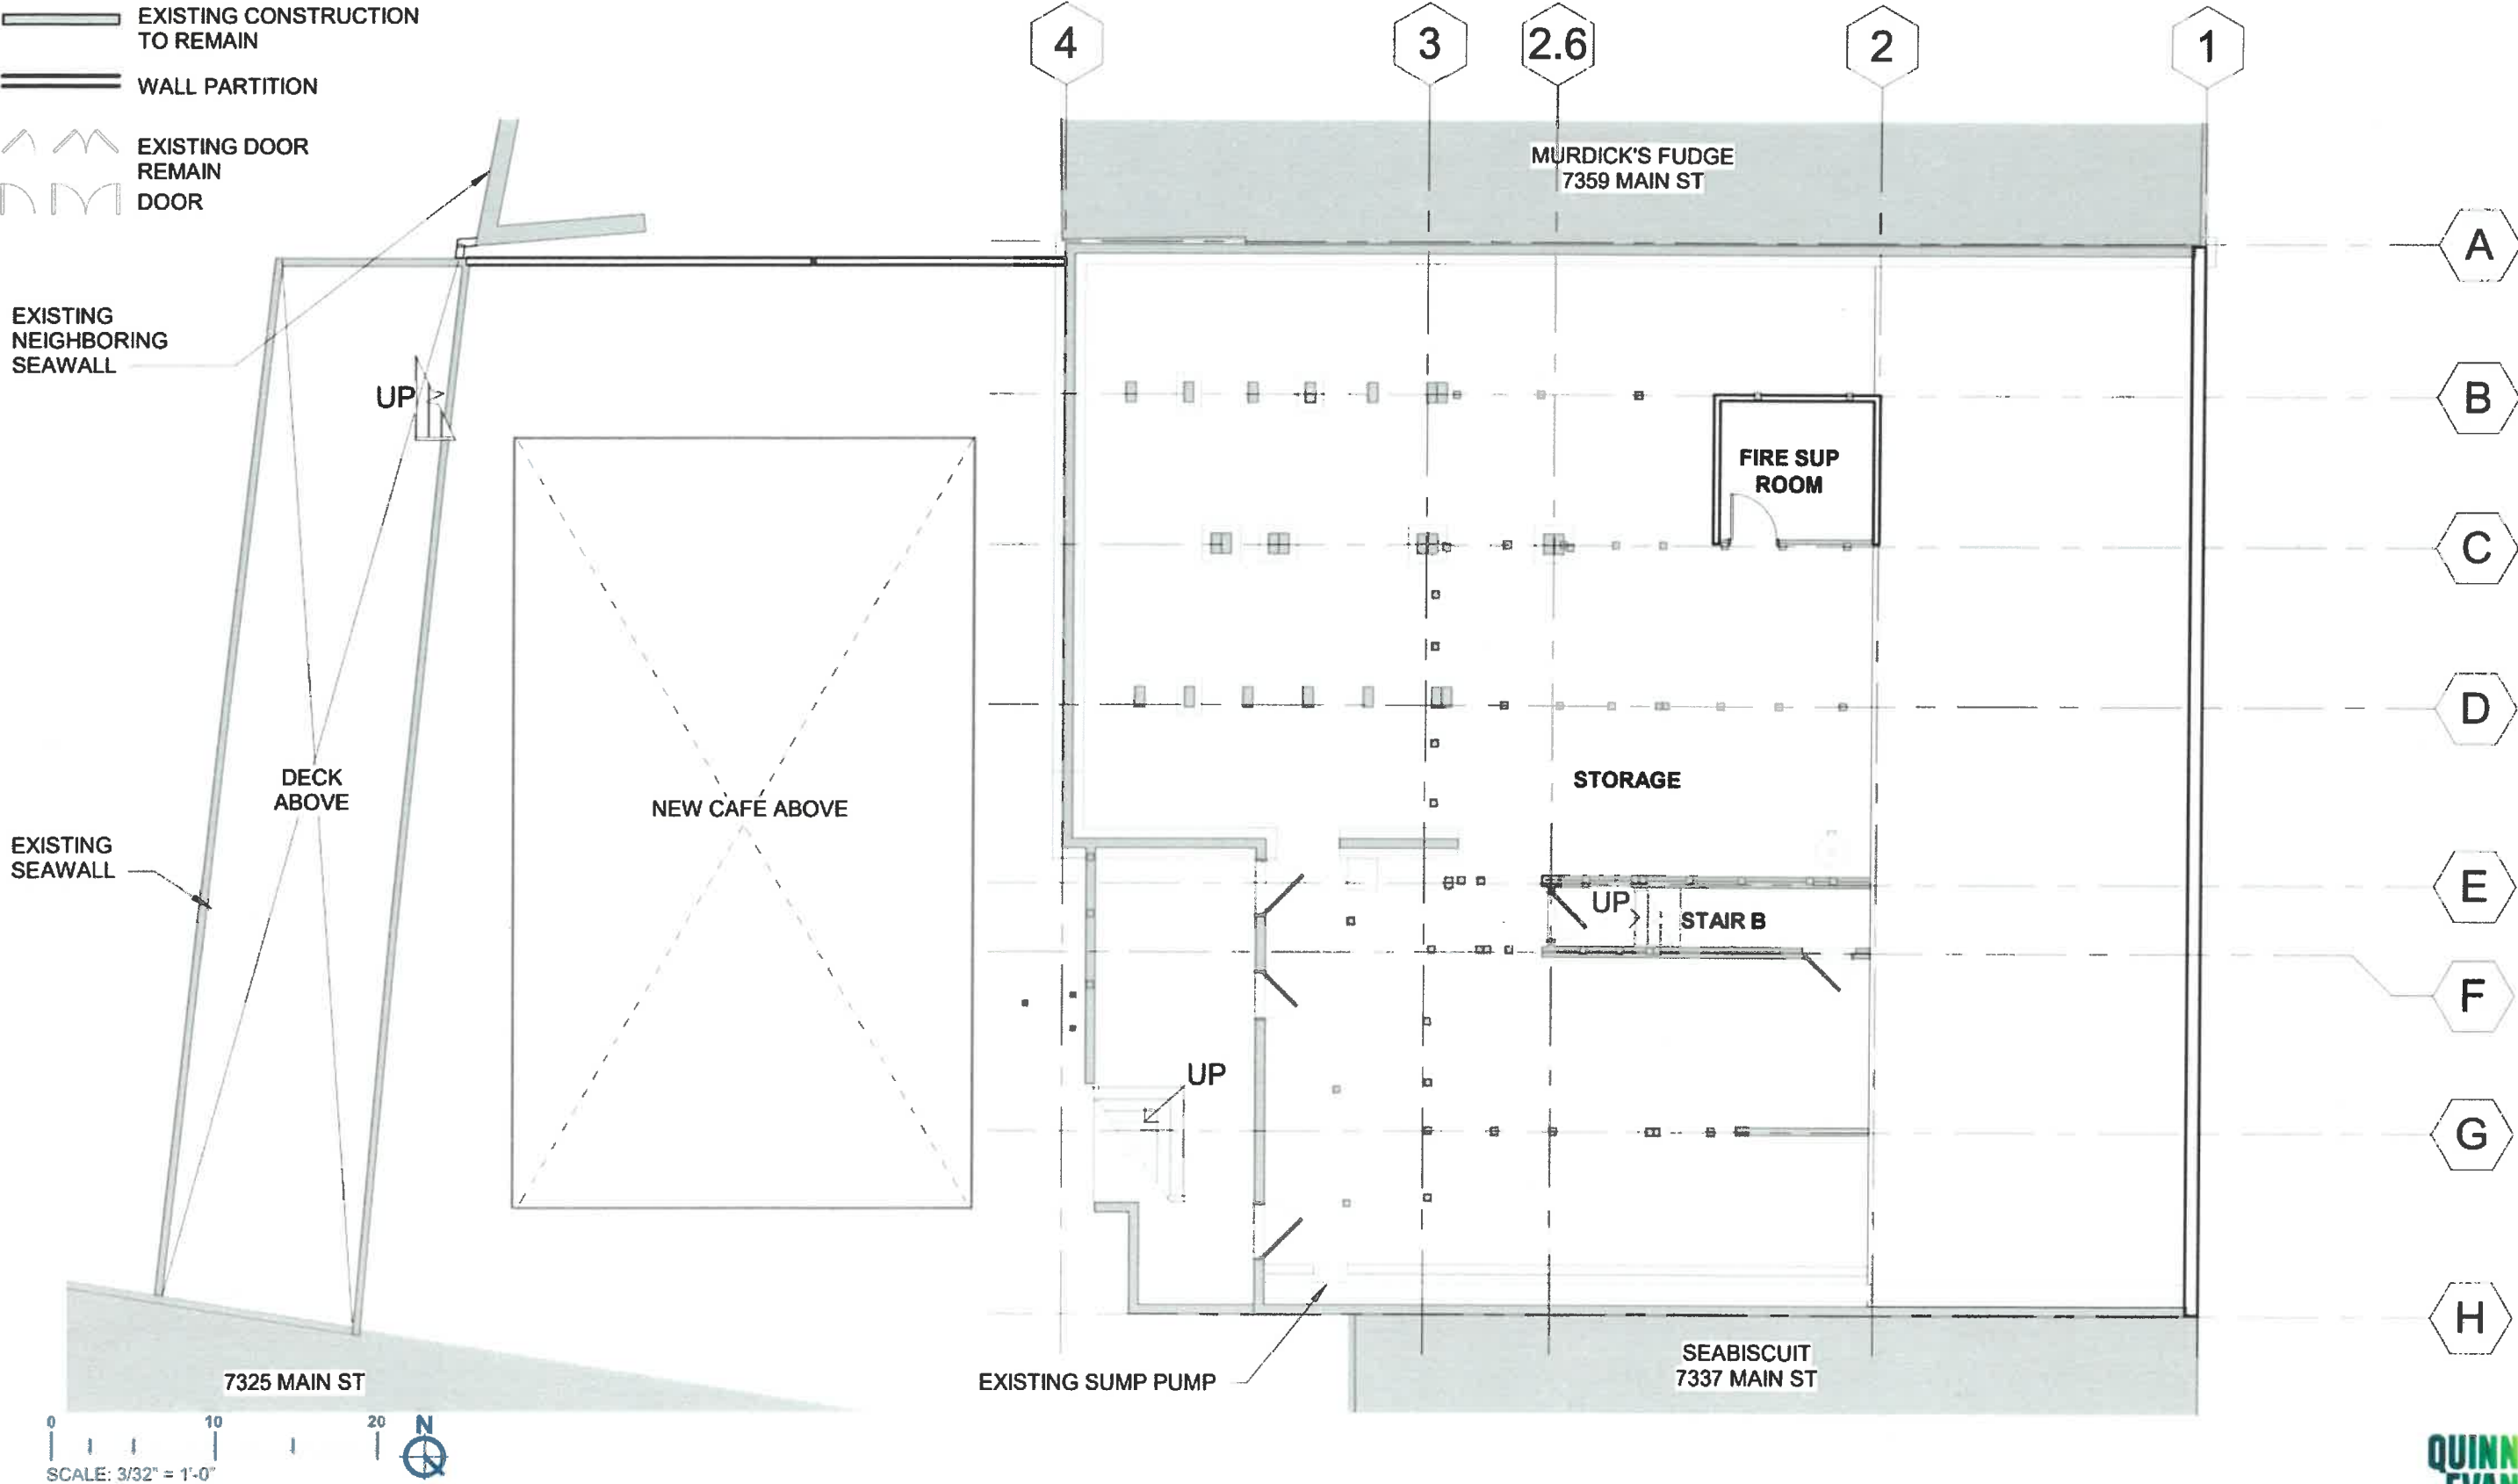 EXISTING CONSTRUCTION
TO REMAIN
WALL PARTITION
EXISTING DOOR
REMAIN
DOOR
4
3
2.6
2
1
MURDICK'S FUDGE
7359 MAIN ST
A
EXISTING
NEIGHBORING
SEAWALL
UP
B
FIRE SUP
ROOM
C
D
DECK
ABOVE
NEW CAFE ABOVE
STORAGE
EXISTING
SEAWALL
E
UP
STAIR B
F
UP
G
H
EXISTING SUMP PUMP
SEABISCUIT
7337 MAIN ST
7325 MAIN ST
0 10 20 N
SCALE: 3/32" = 1'-0"
QUINN
EVAN